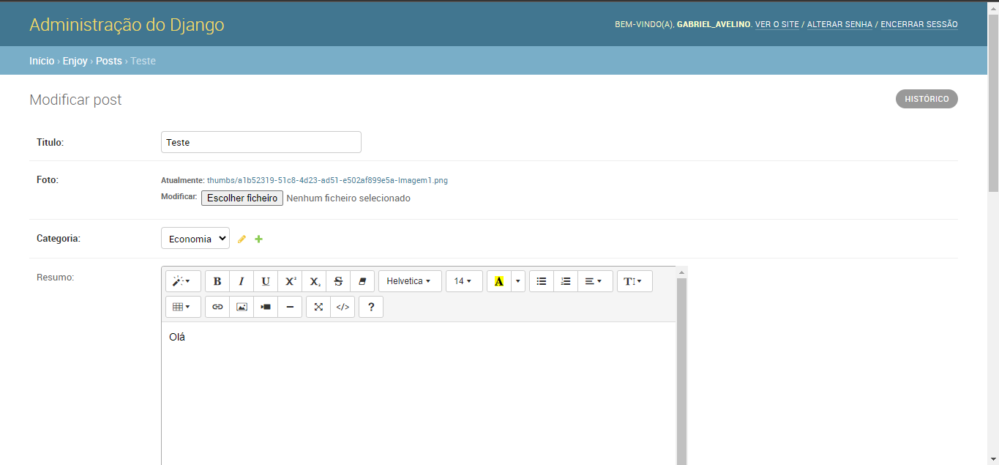 Administração do Django
BEM-VINDO(A), GABRIEL_AVELINO. VER O SITE / ALTERAR SENHA / ENCERRAR SESSÃO
Início › Enjoy › Posts › Teste
Modificar post
HISTÓRICO
Titulo:
Teste
Foto:
Atualmente: thumbs/a1b52319-51c8-4d23-ad51-e502af899e5a-Imagem1.png
Modificar: Escolher ficheiro Nenhum ficheiro selecionado
Categoria:
Economia
Resumo:
B I U X² X₂ S Helvetica 14 A T
</> ?
Olá